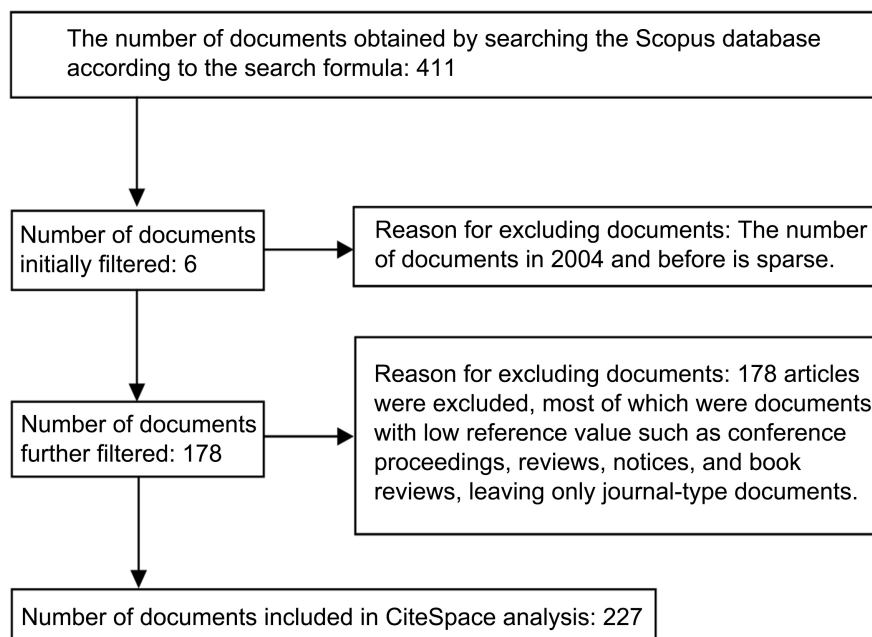 The number of documents obtained by searching the Scopus database
according to the search formula: 411
Number of documents
initially filtered: 6
Reason for excluding documents: The number
of documents in 2004 and before is sparse.
Number of documents
further filtered: 178
Reason for excluding documents: 178 articles
were excluded, most of which were documents
with low reference value such as conference
proceedings, reviews, notices, and book
reviews, leaving only journal-type documents.
Number of documents included in CiteSpace analysis: 227